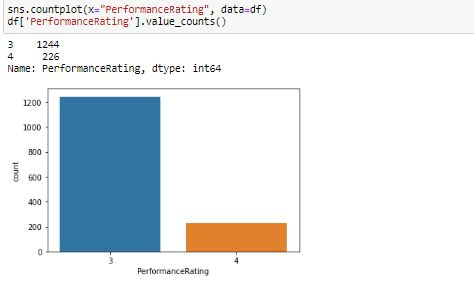 sns.countplot(x="PerformanceRating", data=df)
df['PerformanceRating'].value_counts()
3    1244
4     226
Name: PerformanceRating, dtype: int64
1200
1000
800
600
400
200
0
count
3 4
PerformanceRating